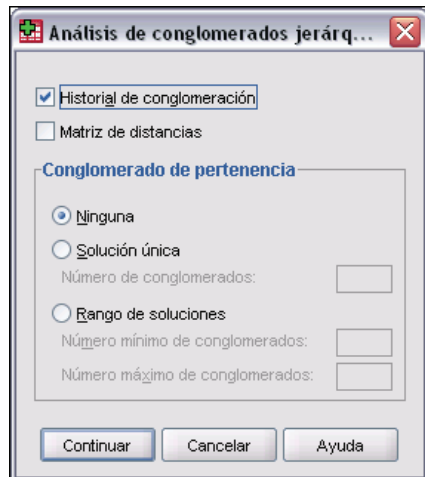 Análisis de conglomerados jerárq...
Historial de conglomeración
Matriz de distancias
Conglomerado de pertenencia
Ninguna
Solución única
Número de conglomerados:
Rango de soluciones
Número mínimo de conglomerados:
Número máximo de conglomerados:
Continuar
Cancelar
Ayuda